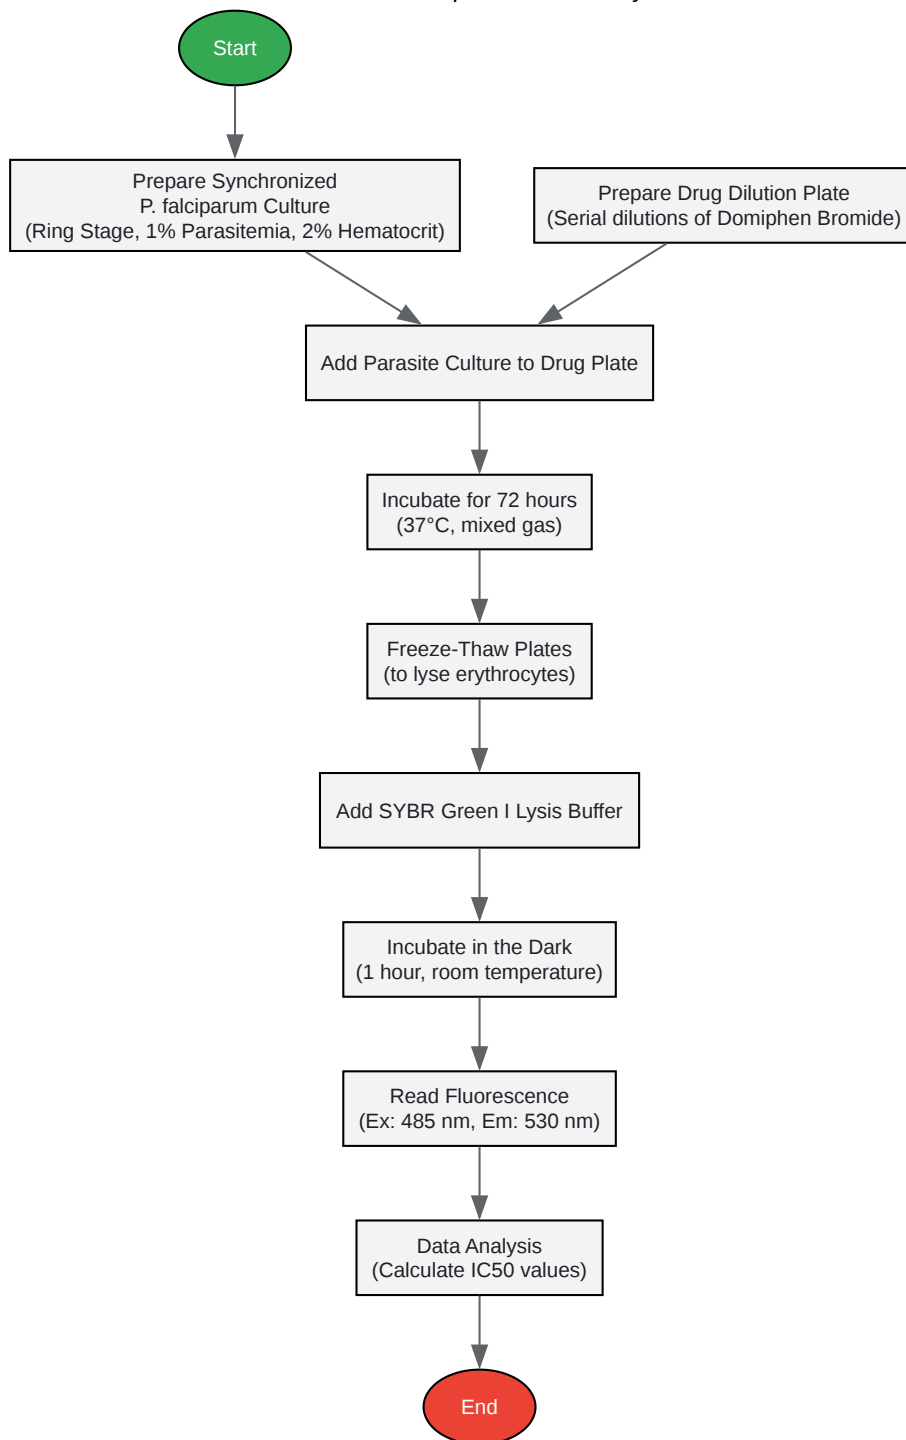 Start
Prepare Synchronized
P. falciparum Culture
(Ring Stage, 1% Parasitemia, 2% Hematocrit)
Prepare Drug Dilution Plate
(Serial dilutions of Domiphen Bromide)
Add Parasite Culture to Drug Plate
Incubate for 72 hours
(37°C, mixed gas)
Freeze-Thaw Plates
(to lyse erythrocytes)
Add SYBR Green I Lysis Buffer
Incubate in the Dark
(1 hour, room temperature)
Read Fluorescence
(Ex: 485 nm, Em: 530 nm)
Data Analysis
(Calculate IC50 values)
End